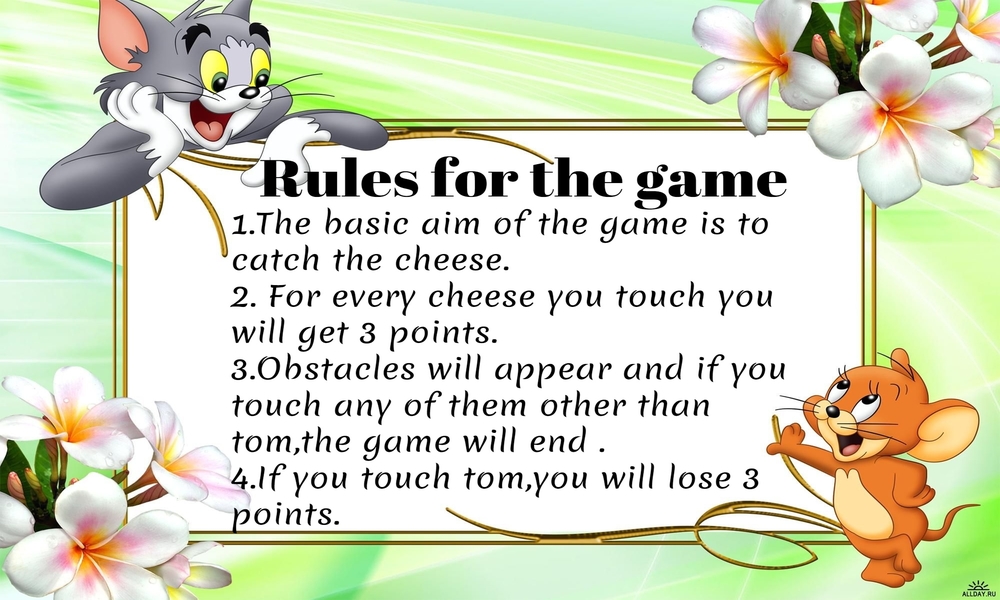 Rules for the game
1.The basic aim of the game is to
catch the cheese.
2. For every cheese you touch you
will get 3 points.
3.Obstacles will appear and if you
touch any of them other than
tom,the game will end .
4.If you touch tom,you will lose 3
points.
ALLDAY.RU